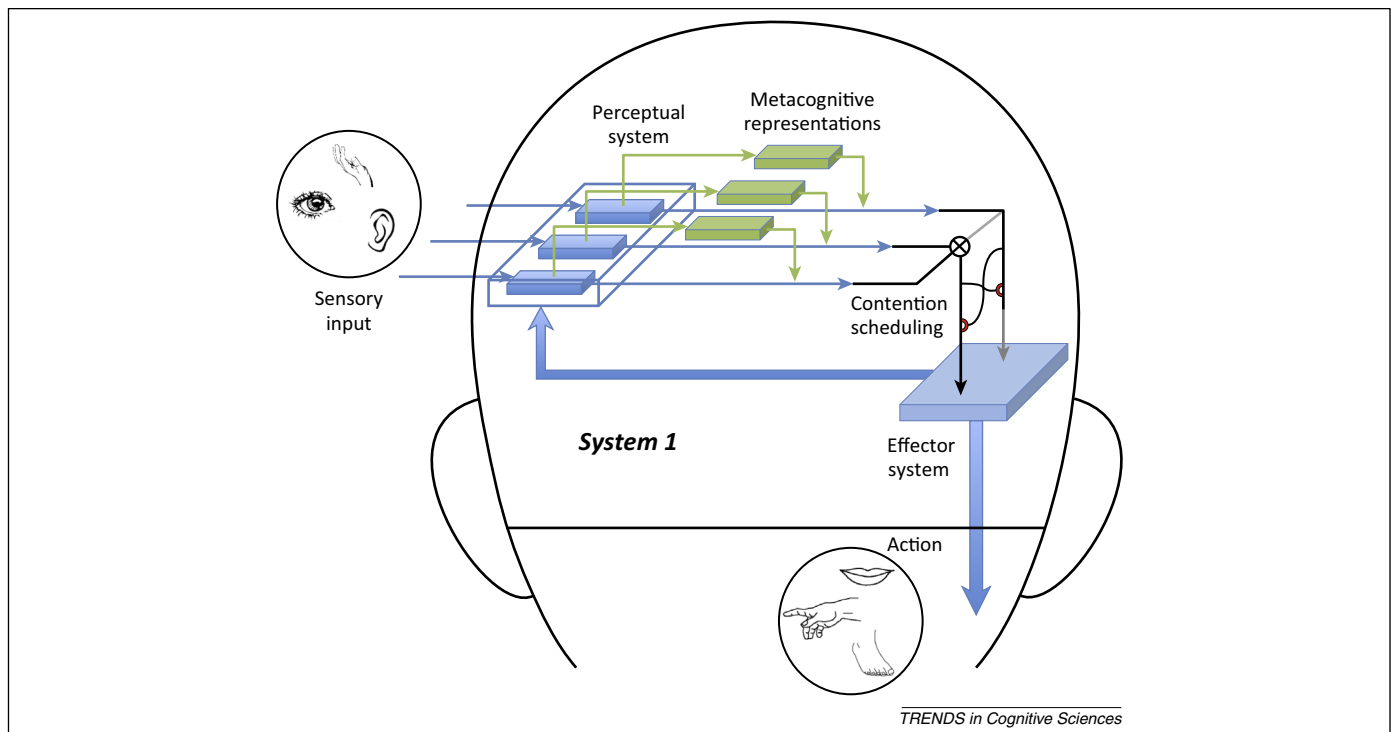 Perceptual
system
Metacognitive
representations
Sensory
input
Contention
scheduling
System 1
Effector
system
Action
TRENDS in Cognitive Sciences